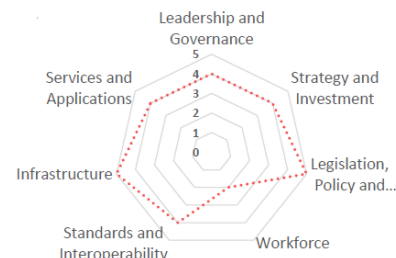 Leadership and
Governance
5
4
3
2
1
0
Strategy and
Investment
Legislation,
Policy and...
Workforce
Standards and
Interoperability
Infrastructure
Services and
Applications